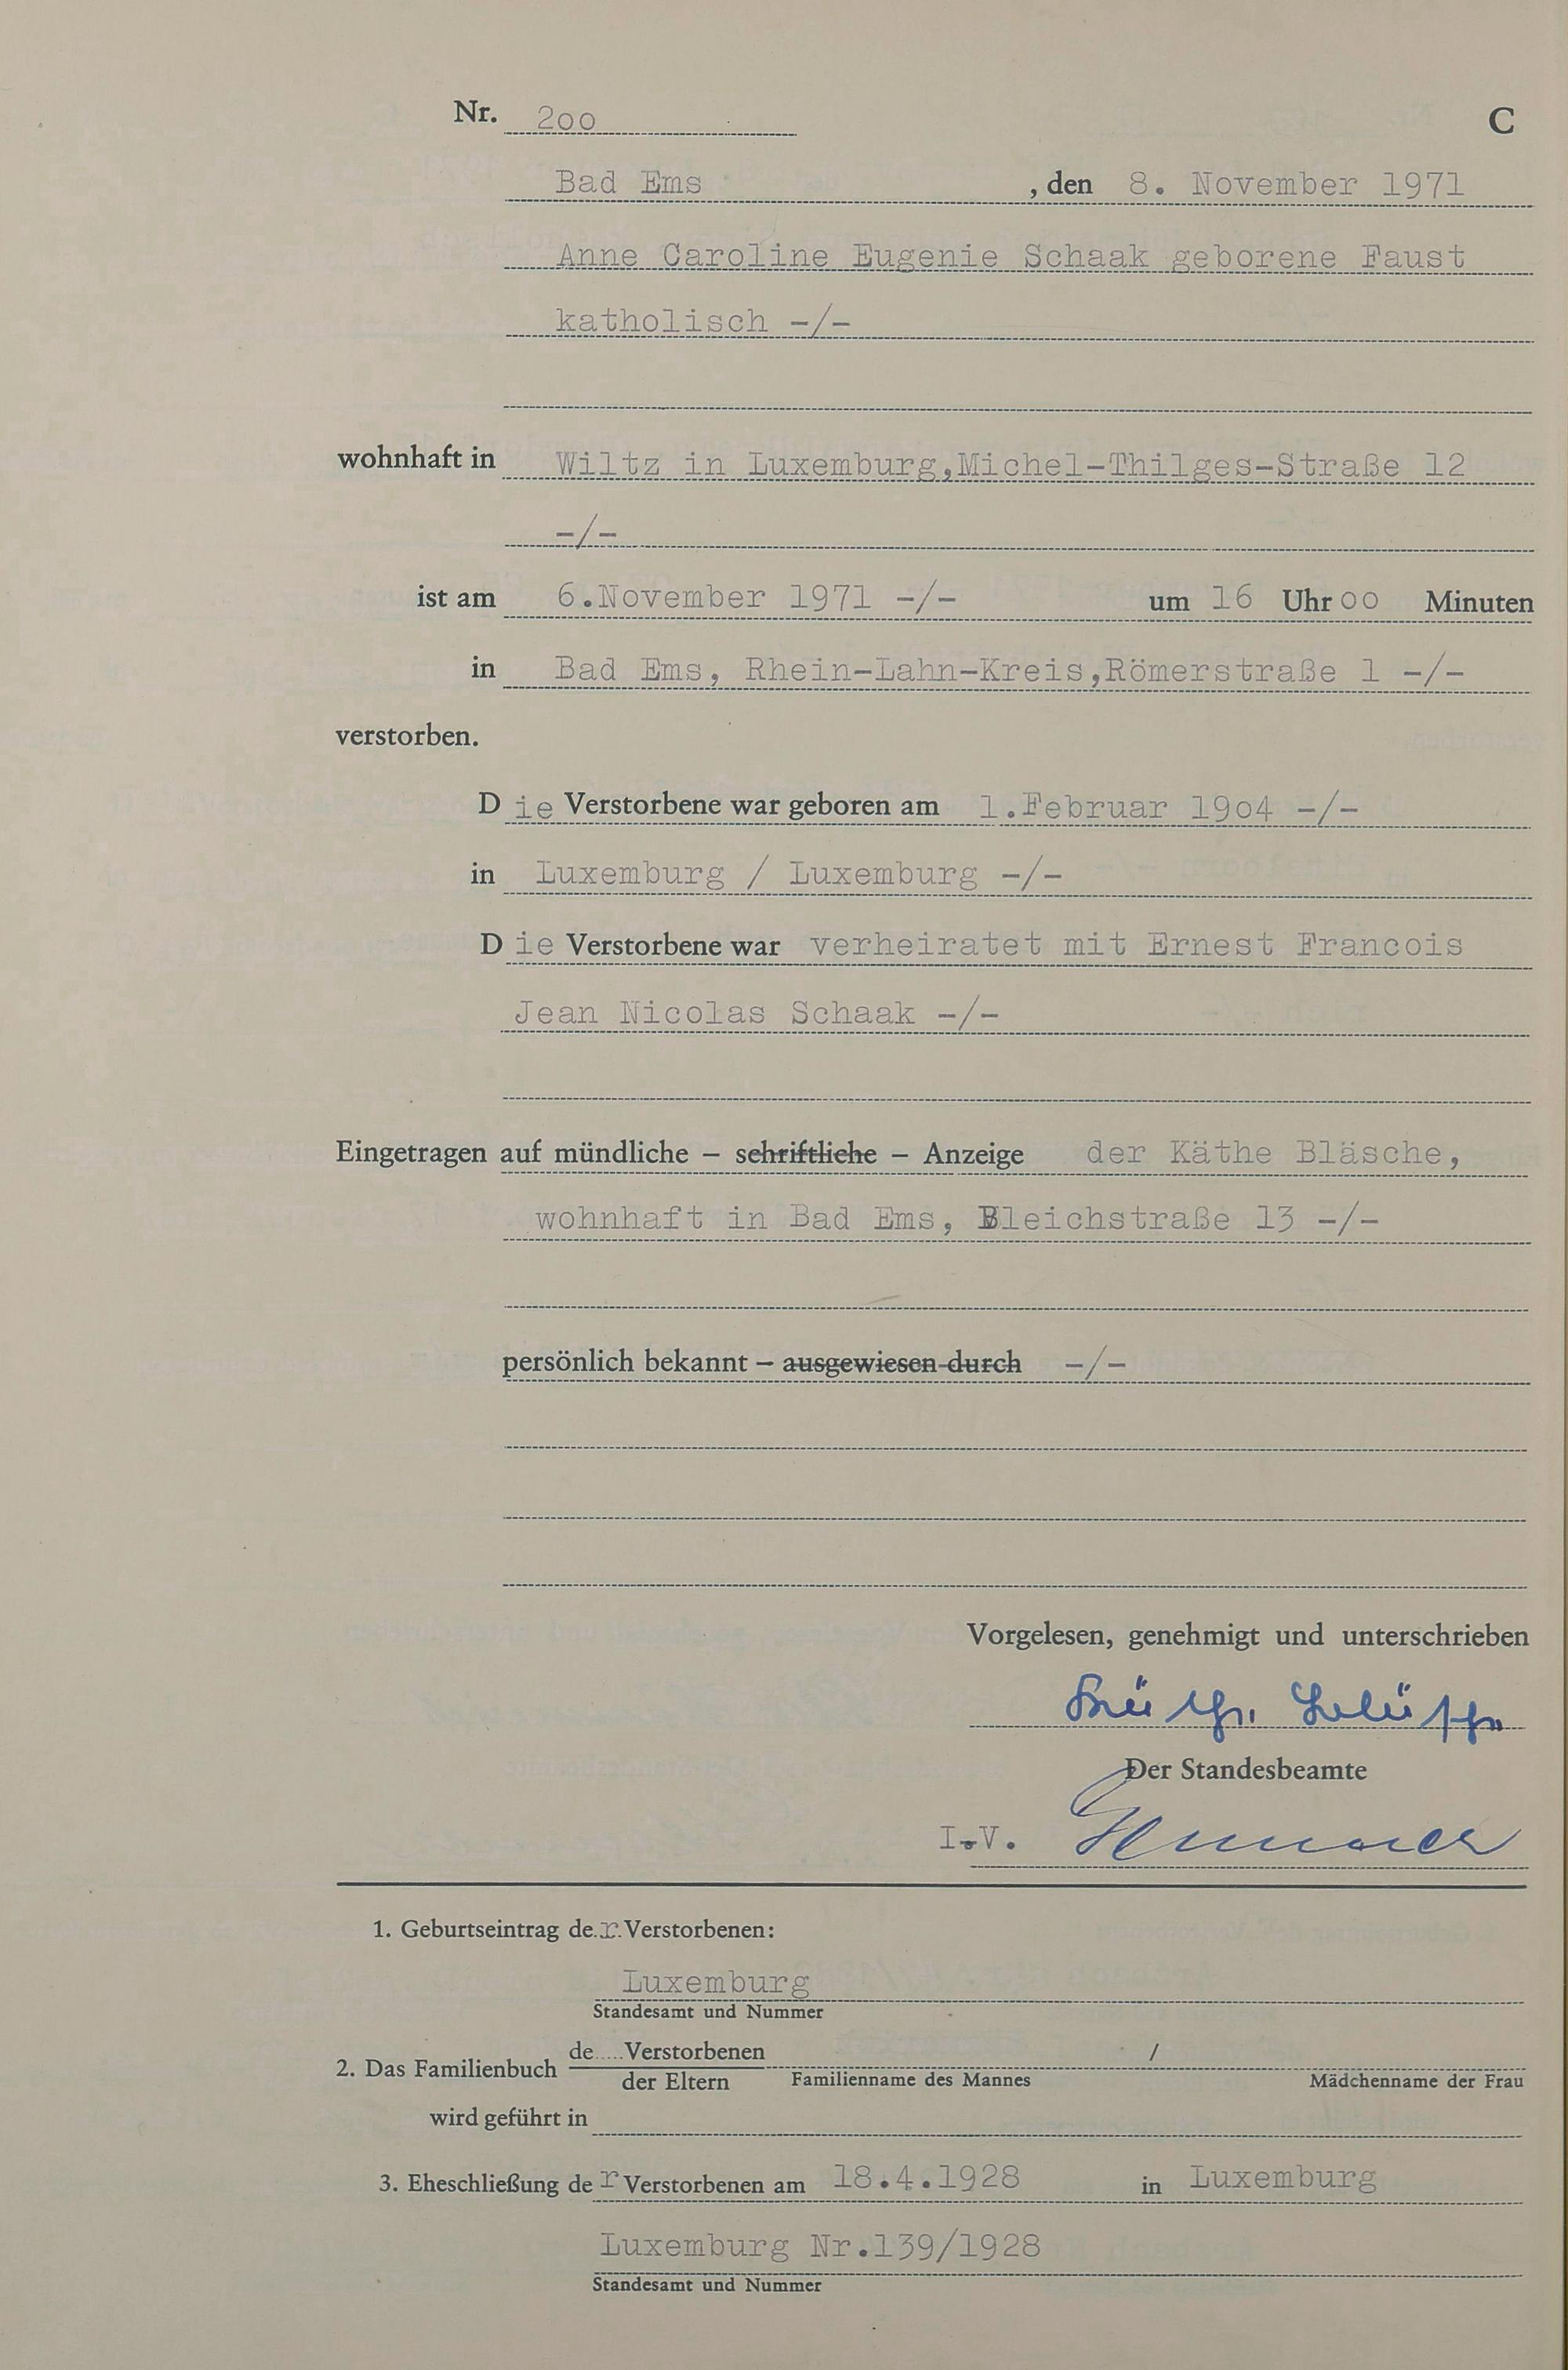 Nr. 200 C
Bad Ems , den 8. November 1971
Anne Caroline Eugenie Schaak geborene Faust
katholisch -/-
wohnhaft in Wiltz in Luxemburg,Michel-Thilges-Straße 12
-/-
ist am 6.November 1971 -/- um 16 Uhr 00 Minuten
in Bad Ems, Rhein-Lahn-Kreis,Römerstraße 1 -/-
verstorben.
Die Verstorbene war geboren am 1.Februar 1904 -/-
in Luxemburg / Luxemburg -/-
Die Verstorbene war verheiratet mit Ernest Francois
Jean Nicolas Schaak -/-
Eingetragen auf mündliche – schriftliche – Anzeige der Käthe Bläsche,
wohnhaft in Bad Ems, Bleichstraße 13 -/-
persönlich bekannt – ausgewiesen durch -/-
Vorgelesen, genehmigt und unterschrieben
Käthe Bläsche
Der Standesbeamte
I.V.
1. Geburtseintrag der Verstorbenen:
Luxemburg
Standesamt und Nummer
2. Das Familienbuch de.....Verstorbenen /
der Eltern Familienname des Mannes Mädchenname der Frau
wird geführt in
3. Eheschließung der Verstorbenen am 18.4.1928 in Luxemburg
Luxemburg Nr.139/1928
Standesamt und Nummer